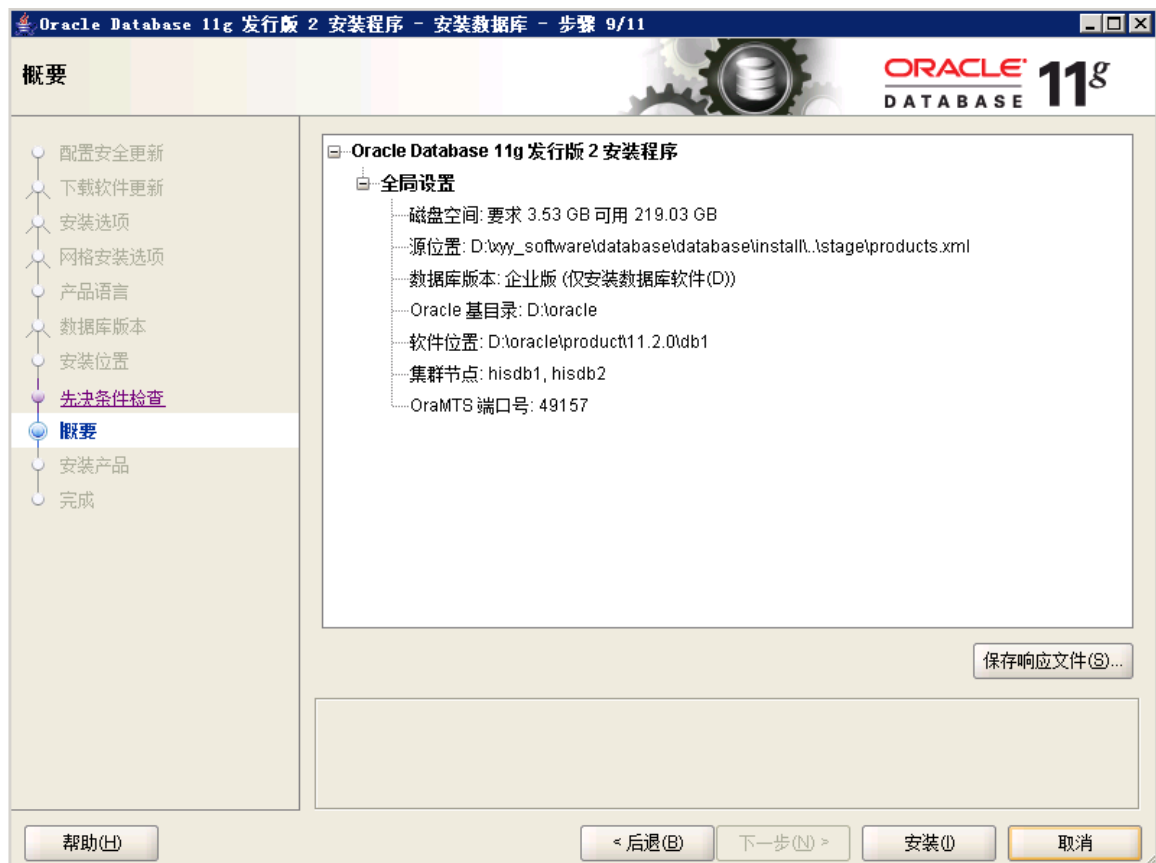 Oracle Database 11g 发行版 2 安装程序 - 安装数据库 - 步骤 9/11
概要
ORACLE
DATABASE
11g
配置安全更新
下载软件更新
安装选项
网格安装选项
产品语言
数据库版本
安装位置
先决条件检查
概要
安装产品
完成
Oracle Database 11g 发行版 2 安装程序
全局设置
磁盘空间: 要求 3.53 GB 可用 219.03 GB
源位置: D:\xyy_software\database\database\install\..\stage\products.xml
数据库版本: 企业版 (仅安装数据库软件(D))
Oracle 基目录: D:\oracle
软件位置: D:\oracle\product\11.2.0\db1
集群节点: hisdb1, hisdb2
OraMTS 端口号: 49157
保存响应文件(S)...
帮助(H)
< 后退(B)
下一步(N) >
安装(I)
取消